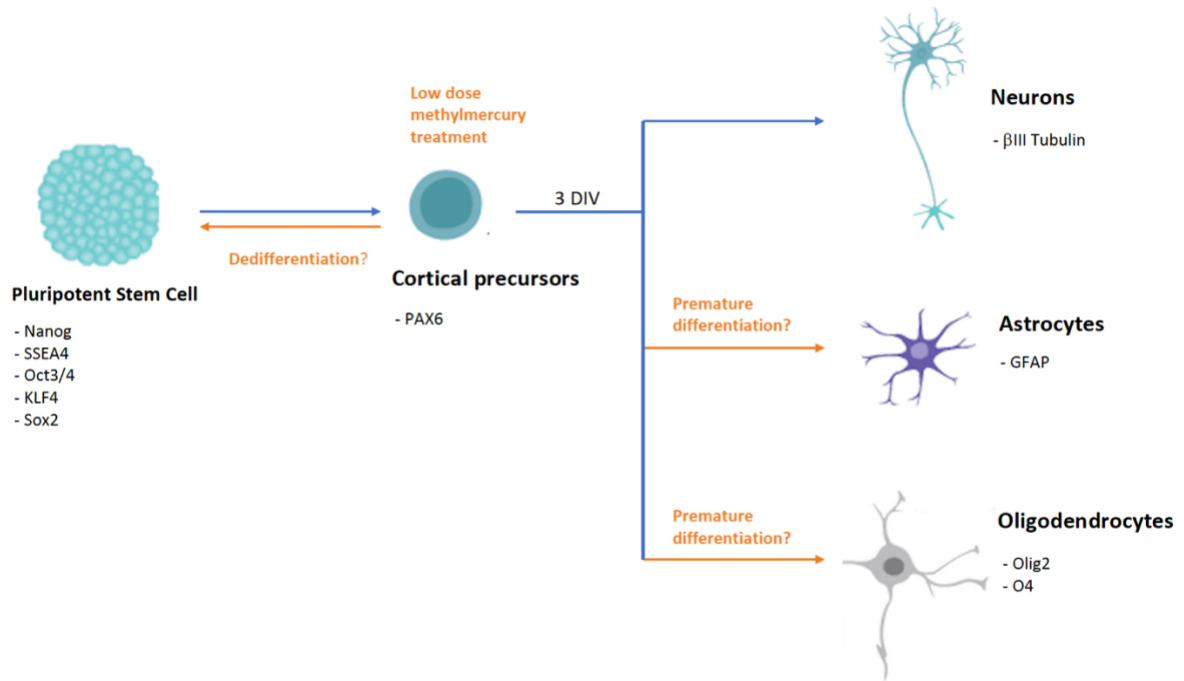 Low dose
methylmercury
treatment
3 DIV
Dedifferentiation?
Pluripotent Stem Cell
- Nanog
- SSEA4
- Oct3/4
- KLF4
- Sox2
Cortical precursors
- PAX6
Neurons
- βIII Tubulin
Premature
differentiation?
Astrocytes
- GFAP
Premature
differentiation?
Oligodendrocytes
- Olig2
- O4